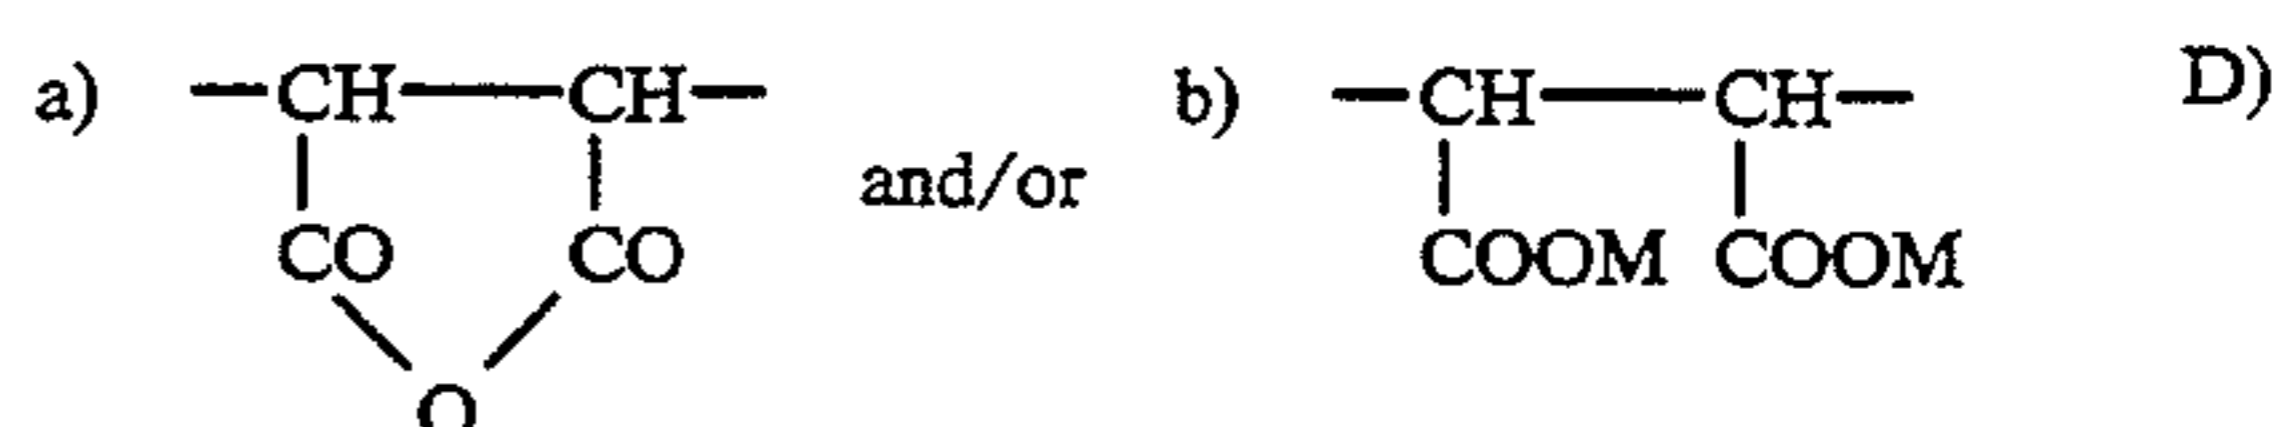 a) —CH——CH— and/or b) —CH——CH— D)
CO CO COOM COOM
O